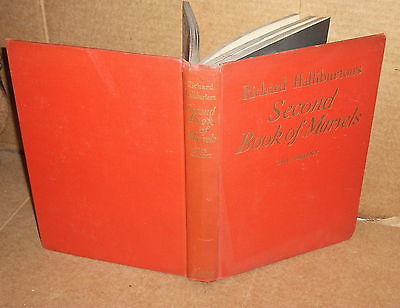 Richard
Halliburton's
Second
Book
of
Marvels
Richard Halliburton's
Second
Book of Marvels